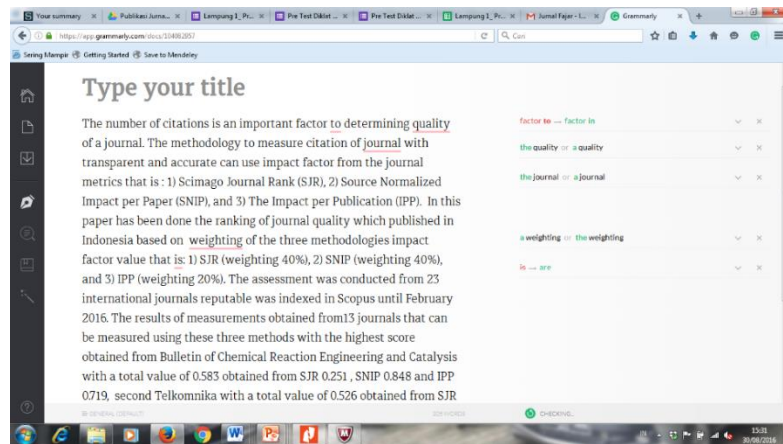 Your summary
Publikasi Jurna...
Lampung 1_ Pr...
Pre Test Diklat ...
Pre Test Diklat ...
Lampung 1_ Pr...
Jurnal Fajar - l...
Grammarly
https://app.grammarly.com/docs/104082957
Cari
Sering Mampir Getting Started Save to Mendeley
Type your title
The number of citations is an important factor to determining quality
of a journal. The methodology to measure citation of journal with
transparent and accurate can use impact factor from the journal
metrics that is : 1) Scimago Journal Rank (SJR), 2) Source Normalized
Impact per Paper (SNIP), and 3) The Impact per Publication (IPP). In this
paper has been done the ranking of journal quality which published in
Indonesia based on weighting of the three methodologies impact
factor value that is: 1) SJR (weighting 40%), 2) SNIP (weighting 40%),
and 3) IPP (weighting 20%). The assessment was conducted from 23
international journals reputable was indexed in Scopus until February
2016. The results of measurements obtained from13 journals that can
be measured using these three methods with the highest score
obtained from Bulletin of Chemical Reaction Engineering and Catalysis
with a total value of 0.583 obtained from SJR 0.251 , SNIP 0.848 and IPP
0.719, second Telkomnika with a total value of 0.526 obtained from SJR
factor to → factor in
the quality or a quality
the journal or a journal
a weighting or the weighting
is → are
GENERAL (DEFAULT)
WORDS
CHECKING...
15:31
30/08/2016